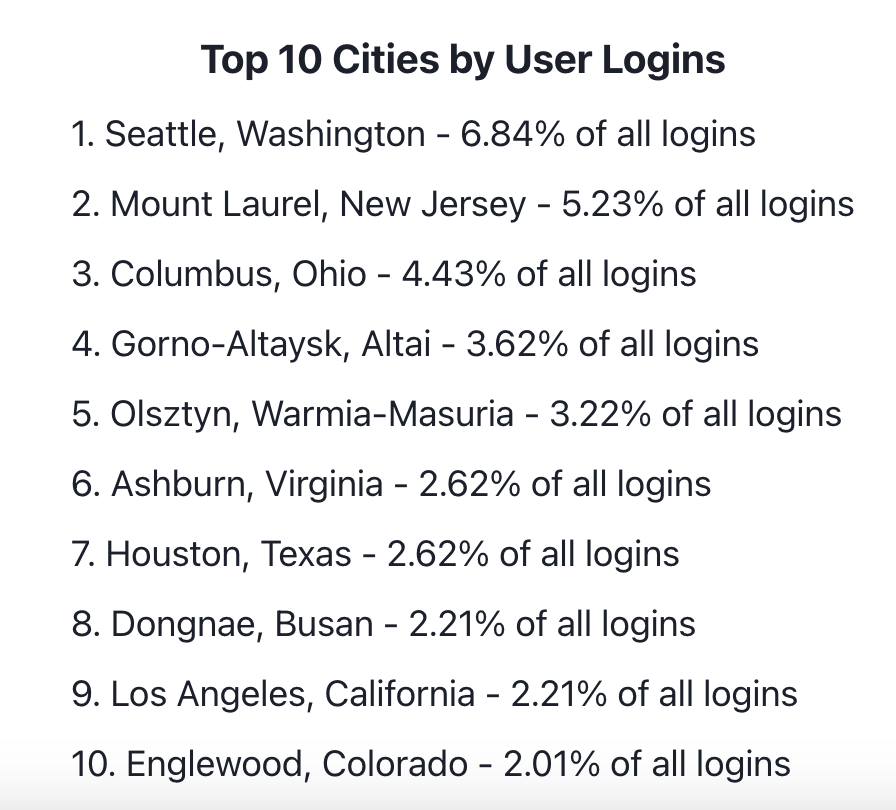 Top 10 Cities by User Logins
1. Seattle, Washington - 6.84% of all logins
2. Mount Laurel, New Jersey - 5.23% of all logins
3. Columbus, Ohio - 4.43% of all logins
4. Gorno-Altaysk, Altai - 3.62% of all logins
5. Olsztyn, Warmia-Masuria - 3.22% of all logins
6. Ashburn, Virginia - 2.62% of all logins
7. Houston, Texas - 2.62% of all logins
8. Dongnae, Busan - 2.21% of all logins
9. Los Angeles, California - 2.21% of all logins
10. Englewood, Colorado - 2.01% of all logins